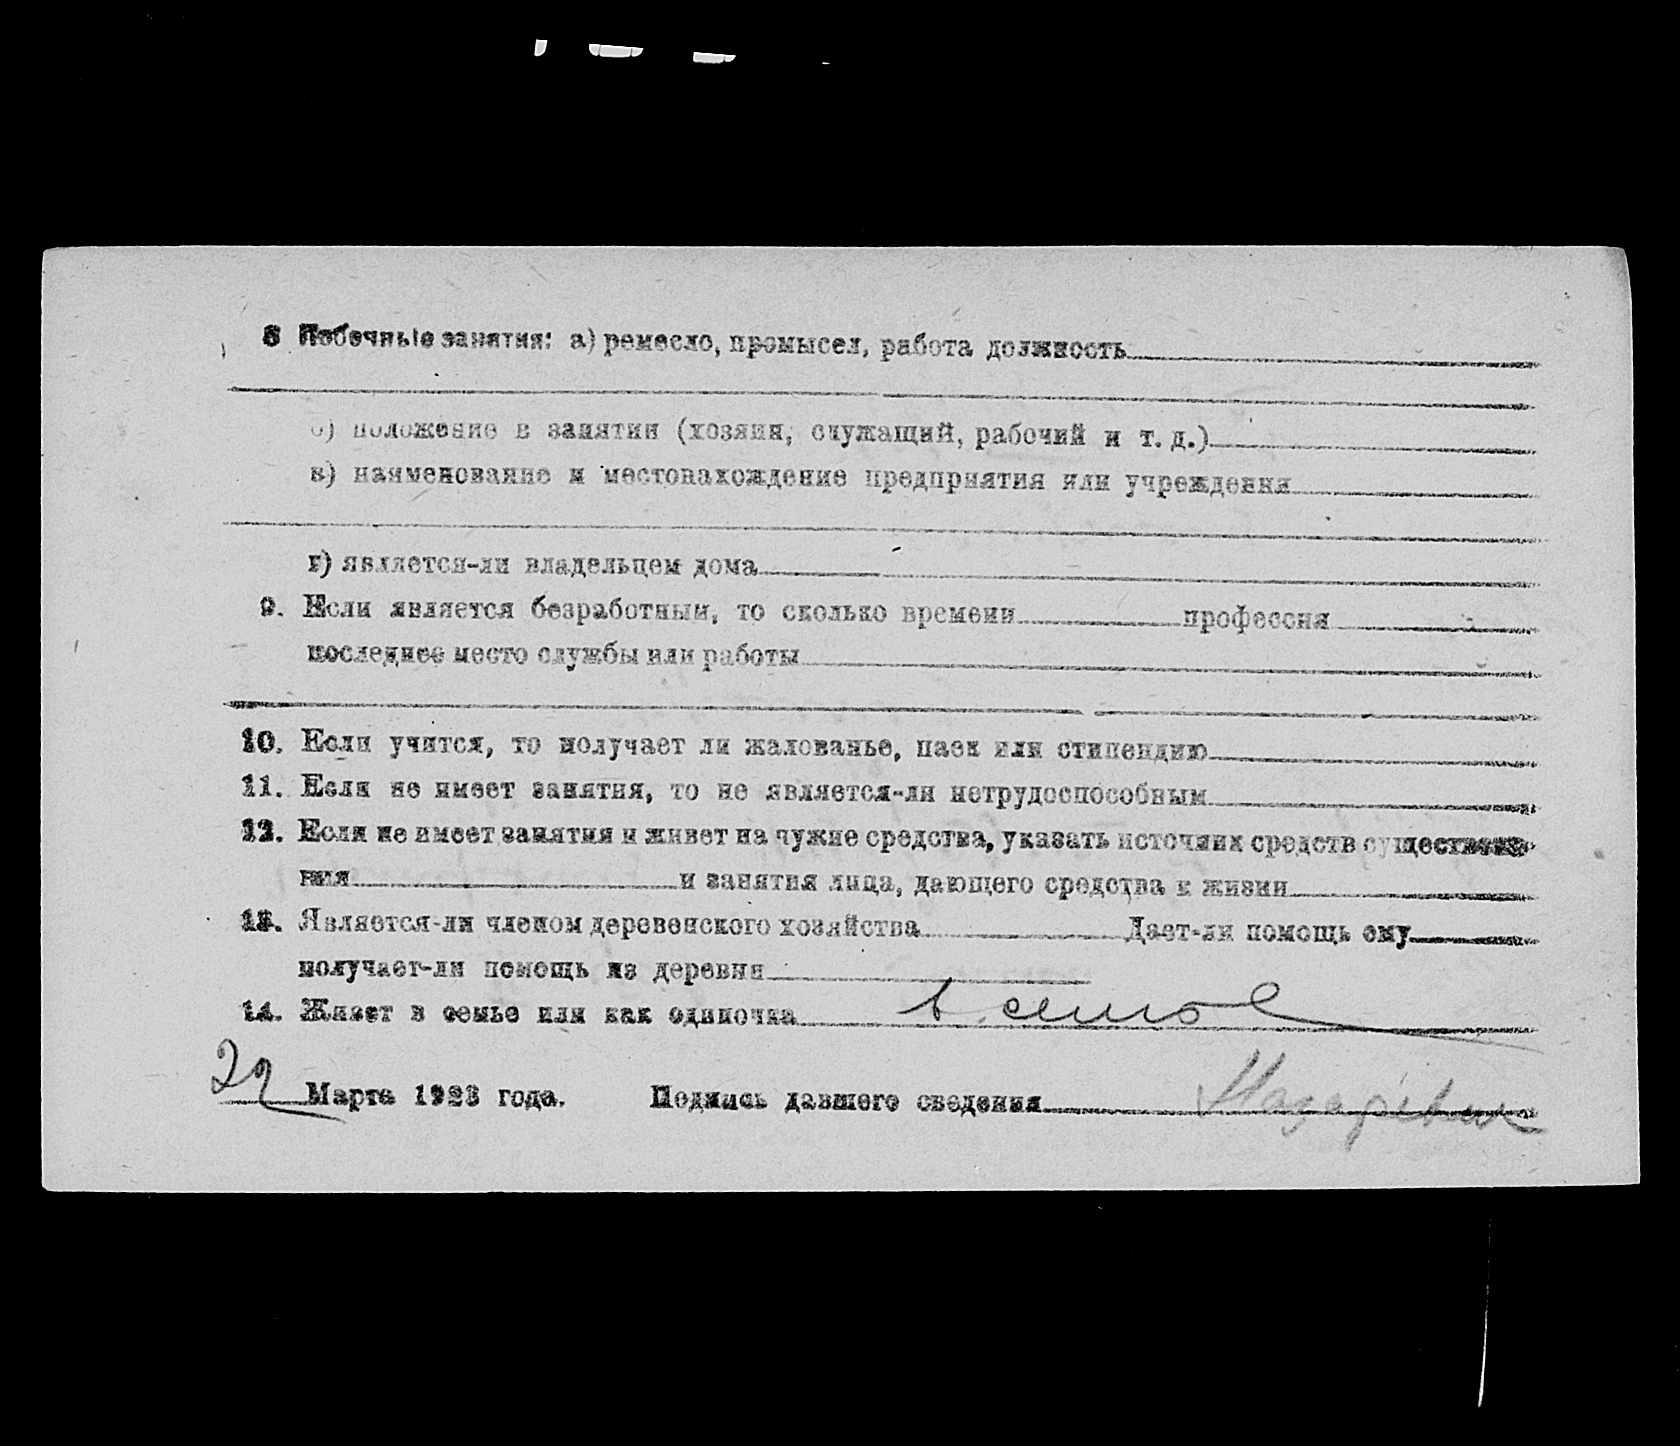 8 Побочные занятия: а) ремесло, промысел, работа должность
б) положение в занятии (хозяин, служащий, рабочий и т. д.)
в) наименование и местонахождение предприятия или учреждения
г) является-ли владельцем дома
9. Если является безработным, то сколько времени профессия
последнее место службы или работы
10. Если учится, то получает ли жалованье, паек или стипендию
11. Если не имеет занятия, то не является-ли нетрудоспособным
12. Если не имеет занятия и живет на чужие средства, указать источник средств существова-
ния и занятия лица, дающего средства к жизни
13. Является-ли членом деревенского хозяйства Дает-ли помощь ему
получает-ли помощь из деревни
14. Живет в семье или как одиночка в семье
22 Марта 1923 года. Подпись давшего сведения